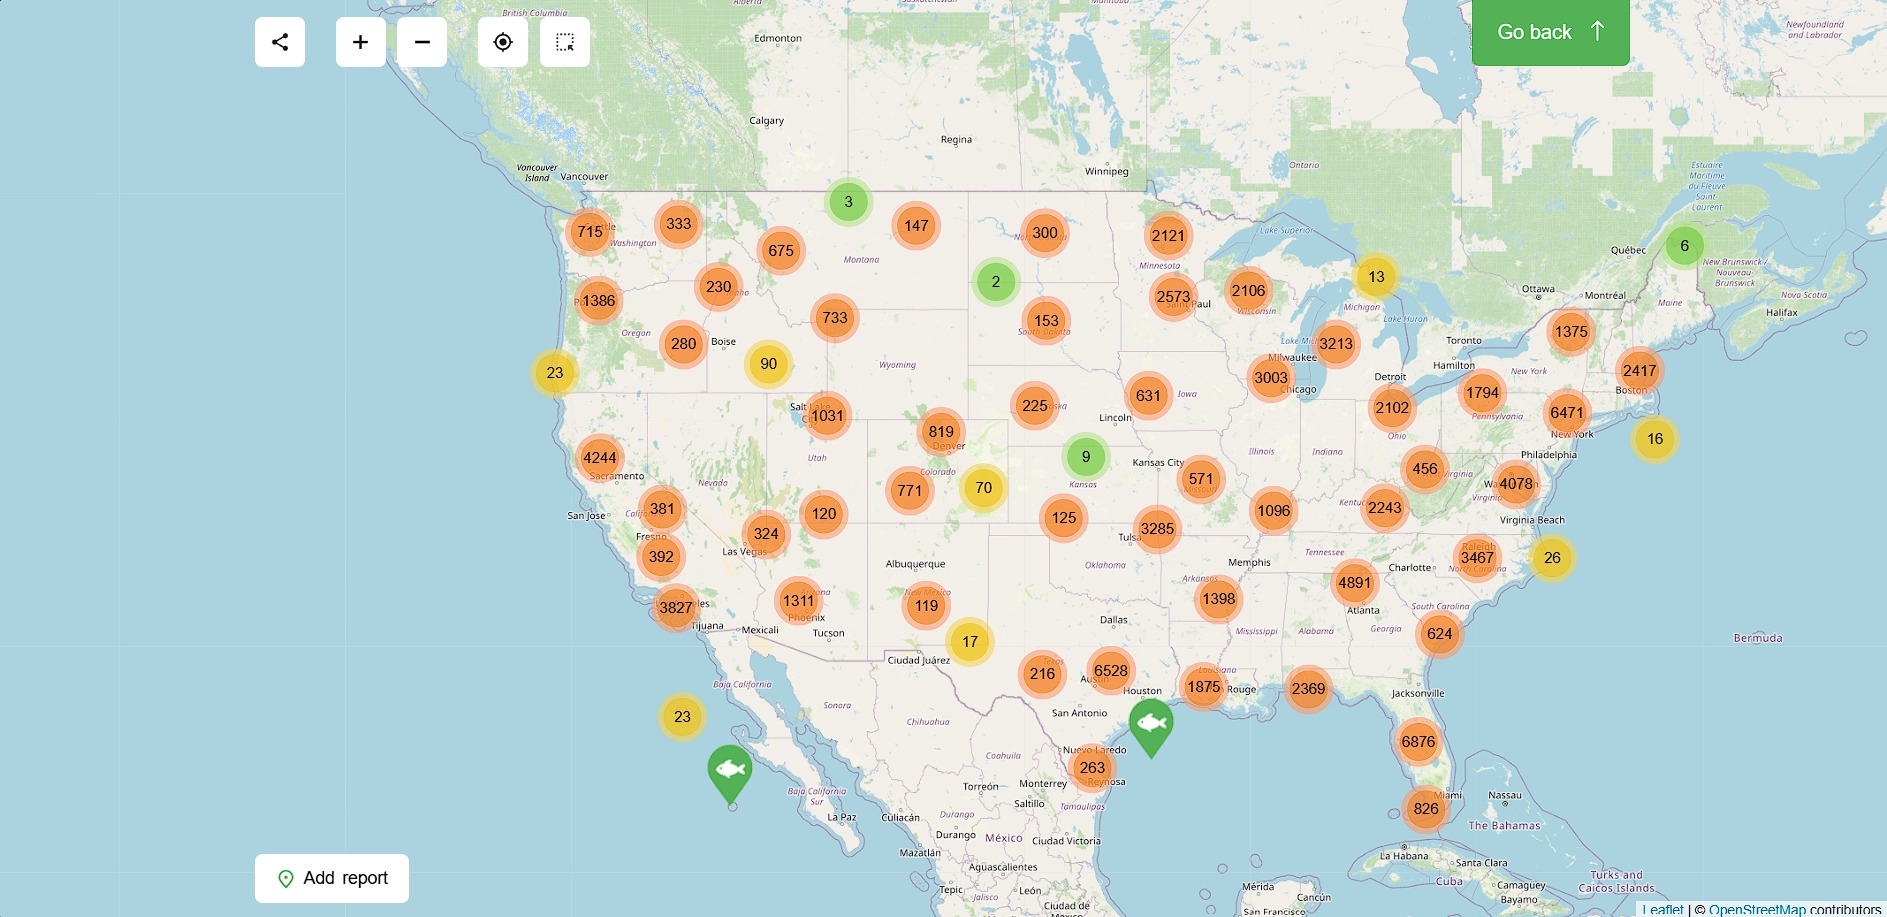 British Columbia
Alberta
Edmonton
Go back
Newfoundland
and Labrador
Calgary
Regina
Vancouver
Island
Vancouver
Winnipeg
Ontario
Estuaire
Maritime
du Fleuve
Saint-
Laurent
3
715
Washington
333
675
147
300
2121
Lake Superior
Québec
6
Montana
Minnesota
New Brunswick /
Nouveau-
Brunswick
230
2
2573
Saint Paul
2106
Wisconsin
13
Michigan
Ottawa
Montréal
Maine
Nova Scotia
Halifax
1386
Oregon
733
153
South Dakota
Lake Huron
1375
280
Boise
Milwaukee
3213
Toronto
Hamilton
23
90
Wyoming
3003
Chicago
Detroit
New York
2417
Boston
Salt Lake
1031
225
631
Iowa
Lincoln
2102
Ohio
1794
Pennsylvania
6471
New York
819
Denver
16
4244
Sacramento
Utah
Nevada
Colorado
9
Kansas
Kansas City
Illinois
Indiana
456
Virginia
Philadelphia
771
70
571
Missouri
4078
Virginia
San Jose
381
Fresno
120
125
3285
Tulsa
1096
2243
Virginia Beach
324
Las Vegas
392
Albuquerque
Oklahoma
Memphis
Tennessee
Charlotte
Raleigh
3467
North Carolina
26
3827
1311
Phoenix
New Mexico
119
Arkansas
1398
4891
Atlanta
South Carolina
Tijuana
Mexicali
Tucson
Dallas
Mississippi
Alabama
Georgia
624
Bermuda
17
Ciudad Juárez
Baja California
Texas
216
6528
Austin
Houston
Louisiana
1875
Rouge
2369
Jacksonville
Sonora
Chihuahua
San Antonio
23
Coahuila
Nuevo Laredo
263
Reynosa
6876
Baja California
Sur
Torreón
Monterrey
Saltillo
Tamaulipas
Miami
826
Nassau
The Bahamas
La Paz
Culiacán
Durango
Durango
México
Ciudad Victoria
Mazatlán
Aguascalientes
La Habana
Santa Clara
Cuba
Camaguey
Bayamo
Turks and
Caicos Islands
Add report
Tepic
Jalisco
León
Ciudad de
México
Mérida
Cancún
San Francisco
Leaflet | © OpenStreetMap contributors